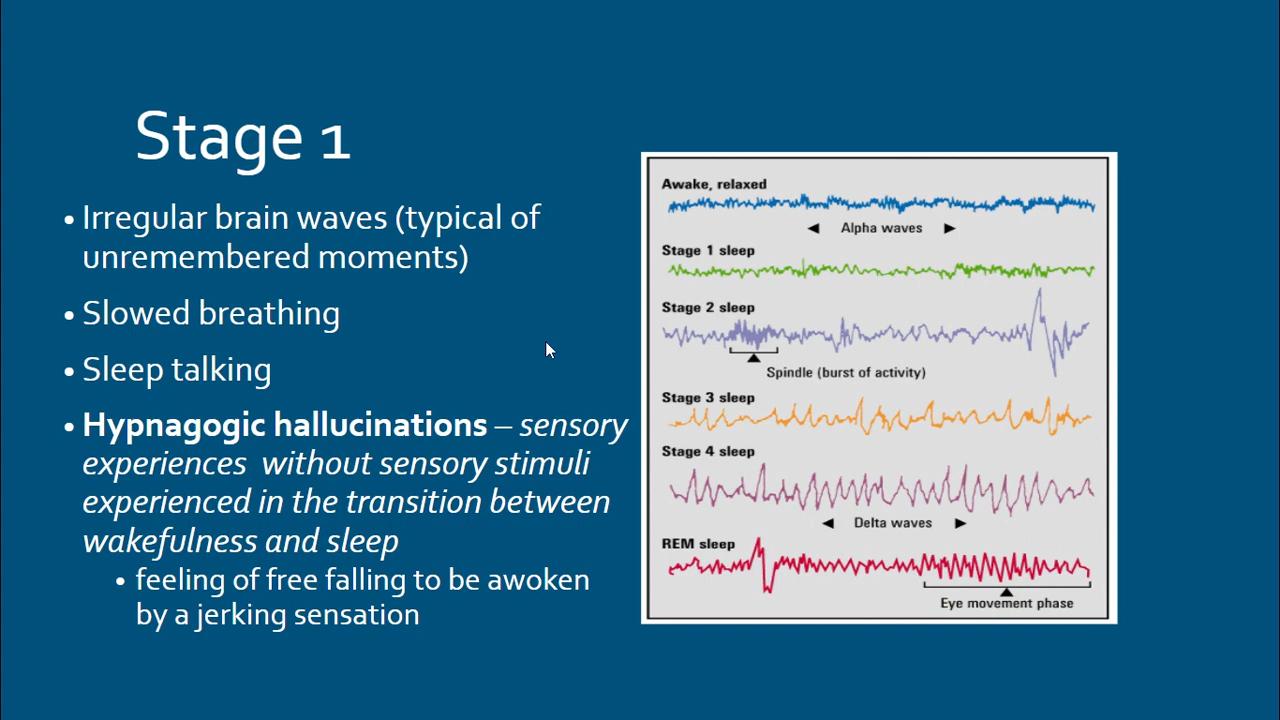 Stage 1
• Irregular brain waves (typical of
unremembered moments)
• Slowed breathing
• Sleep talking
• Hypnagogic hallucinations – sensory
experiences without sensory stimuli
experienced in the transition between
wakefulness and sleep
• feeling of free falling to be awoken
by a jerking sensation
Awake, relaxed
Alpha waves
Stage 1 sleep
Stage 2 sleep
Spindle (burst of activity)
Stage 3 sleep
Stage 4 sleep
Delta waves
REM sleep
Eye movement phase